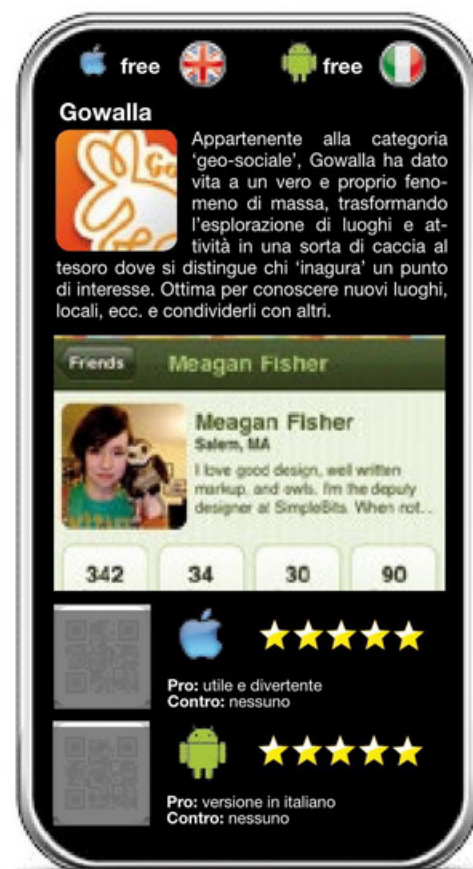 free free
Gowalla
Appartenente alla categoria
'geo-sociale', Gowalla ha dato
vita a un vero e proprio feno-
meno di massa, trasformando
l'esplorazione di luoghi e at-
tività in una sorta di caccia al
tesoro dove si distingue chi 'inagura' un punto
di interesse. Ottima per conoscere nuovi luoghi,
locali, ecc. e condividerli con altri.
Friends Meagan Fisher
Meagan Fisher
Salem, MA
I love good design, well written
markup, and owls. I'm the deputy
designer at SimpleBits. When not...
342 34 30 90
Pro: utile e divertente
Contro: nessuno
Pro: versione in italiano
Contro: nessuno